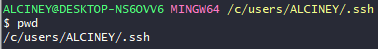 ALCINEY@DESKTOP-NS6OVV6 MINGW64 /c/users/ALCINEY/.ssh
$ pwd
/c/users/ALCINEY/.ssh